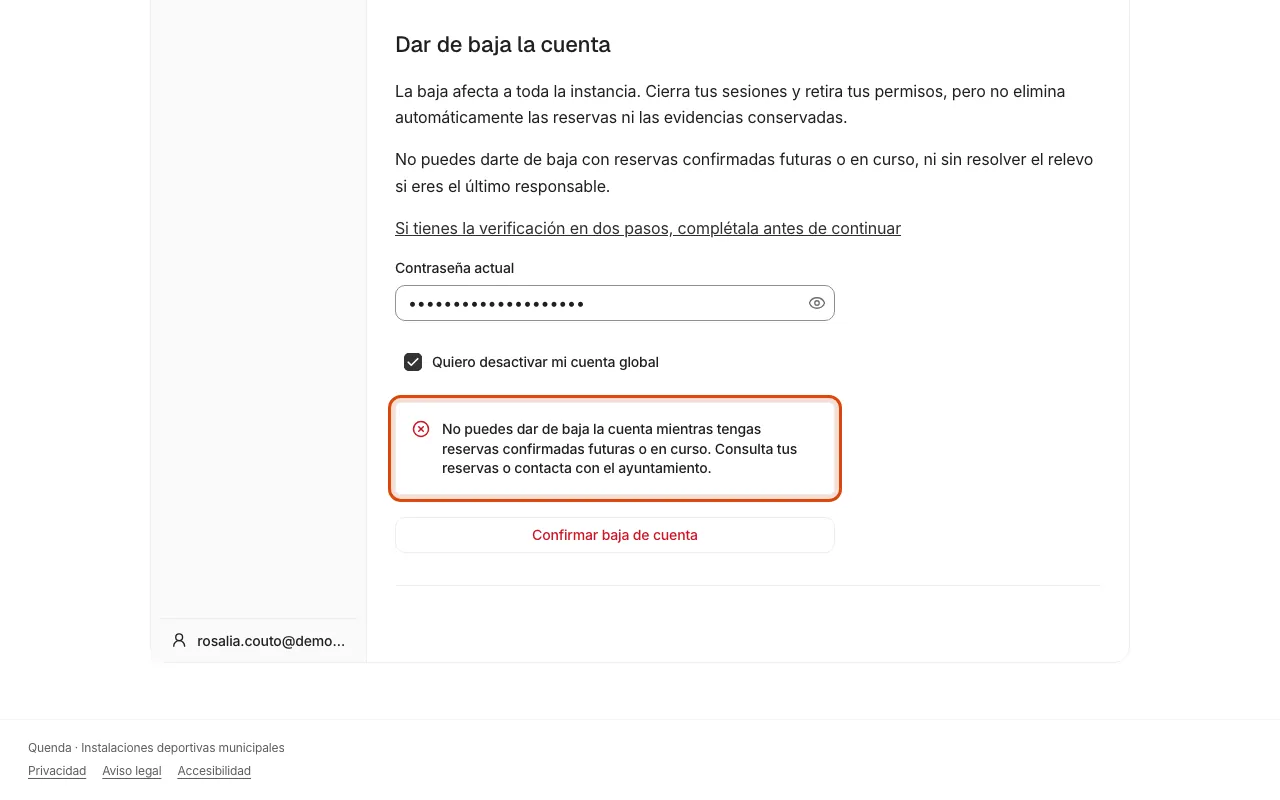 Dar de baja la cuenta
La baja afecta a toda la instancia. Cierra tus sesiones y retira tus permisos, pero no elimina
automáticamente las reservas ni las evidencias conservadas.
No puedes darte de baja con reservas confirmadas futuras o en curso, ni sin resolver el relevo
si eres el último responsable.
Si tienes la verificación en dos pasos, complétala antes de continuar
Contraseña actual
••••••••••••••••••••
Quiero desactivar mi cuenta global
No puedes dar de baja la cuenta mientras tengas
reservas confirmadas futuras o en curso. Consulta tus
reservas o contacta con el ayuntamiento.
Confirmar baja de cuenta
rosalia.couto@demo...
Quenda · Instalaciones deportivas municipales
Privacidad Aviso legal Accesibilidad